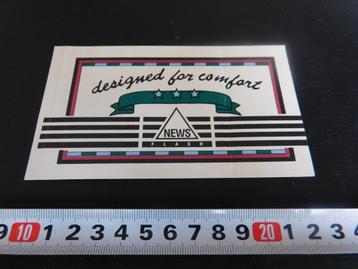 designed for comfort
NEWS
FLASH
9 10 1 2 3 4 5 6 7 8 9 20 1 2 3